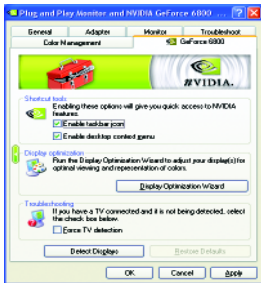 Plug and Play Monitor and NVIDIA GeForce 6800 ...
General Adapter Monitor Troubleshoot
Color Management GeForce 6800
NVIDIA.
Shortcut tools
Enabling these options will give you quick access to NVIDIA
features.
Enable taskbar icon
Enable desktop context menu
Display optimization
Run the Display Optimization Wizard to adjust your display(s) for
optimal viewing and representation of colors.
Display Optimization Wizard
Troubleshooting
If you have a TV connected and it is not being detected, select
the check box below.
Force TV detection
Detect Displays Restore Defaults
OK Cancel Apply